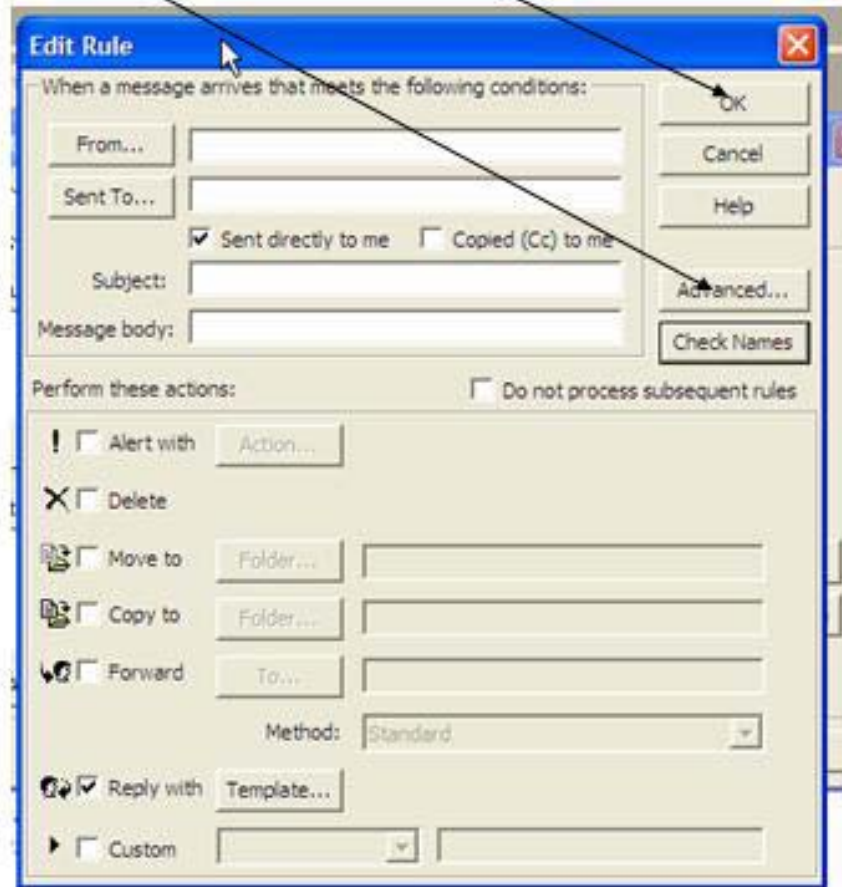 Edit Rule
When a message arrives that meets the following conditions:
OK
From...
Cancel
Sent To...
Help
Sent directly to me
Copied (Cc) to me
Subject:
Advanced...
Message body:
Check Names
Perform these actions:
Do not process subsequent rules
Alert with
Action...
Delete
Move to
Folder...
Copy to
Folder...
Forward
To...
Method:
Standard
Reply with
Template...
Custom